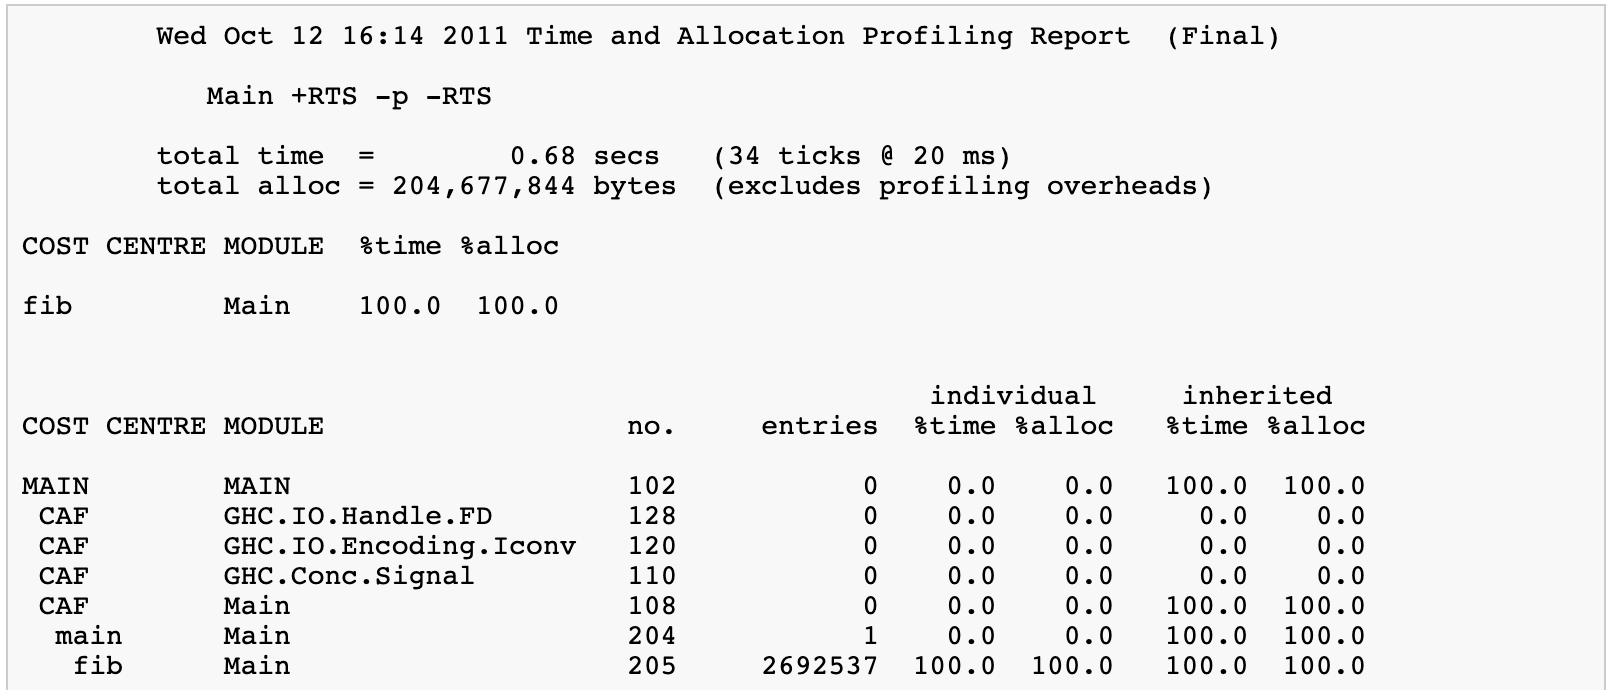 Wed Oct 12 16:14 2011 Time and Allocation Profiling Report  (Final)
Main +RTS -p -RTS
total time  =        0.68 secs   (34 ticks @ 20 ms)
total alloc = 204,677,844 bytes  (excludes profiling overheads)
COST CENTRE MODULE  %time %alloc
fib         Main    100.0  100.0
individual     inherited
COST CENTRE MODULE                  no.     entries  %time %alloc   %time %alloc
MAIN        MAIN                    102           0    0.0    0.0   100.0  100.0
CAF        GHC.IO.Handle.FD        128           0    0.0    0.0     0.0    0.0
CAF        GHC.IO.Encoding.Iconv   120           0    0.0    0.0     0.0    0.0
CAF        GHC.Conc.Signal         110           0    0.0    0.0     0.0    0.0
CAF        Main                    108           0    0.0    0.0   100.0  100.0
main      Main                    204           1    0.0    0.0   100.0  100.0
fib      Main                    205     2692537  100.0  100.0   100.0  100.0